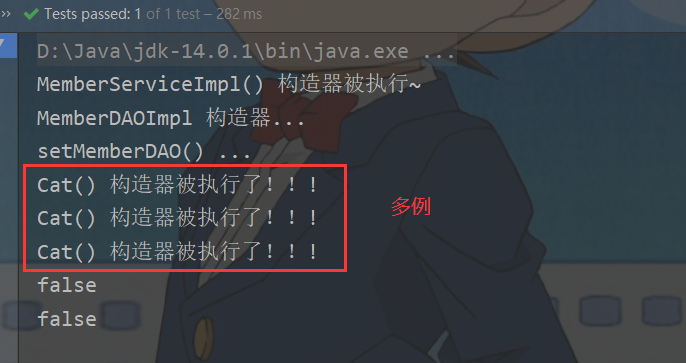 Tests passed: 1 of 1 test – 282 ms
D:\Java\jdk-14.0.1\bin\java.exe ...
MemberServiceImpl() 构造器被执行~
MemberDAOImpl 构造器...
setMemberDAO() ...
Cat() 构造器被执行了!!!
Cat() 构造器被执行了!!!
多例
Cat() 构造器被执行了!!!
false
false